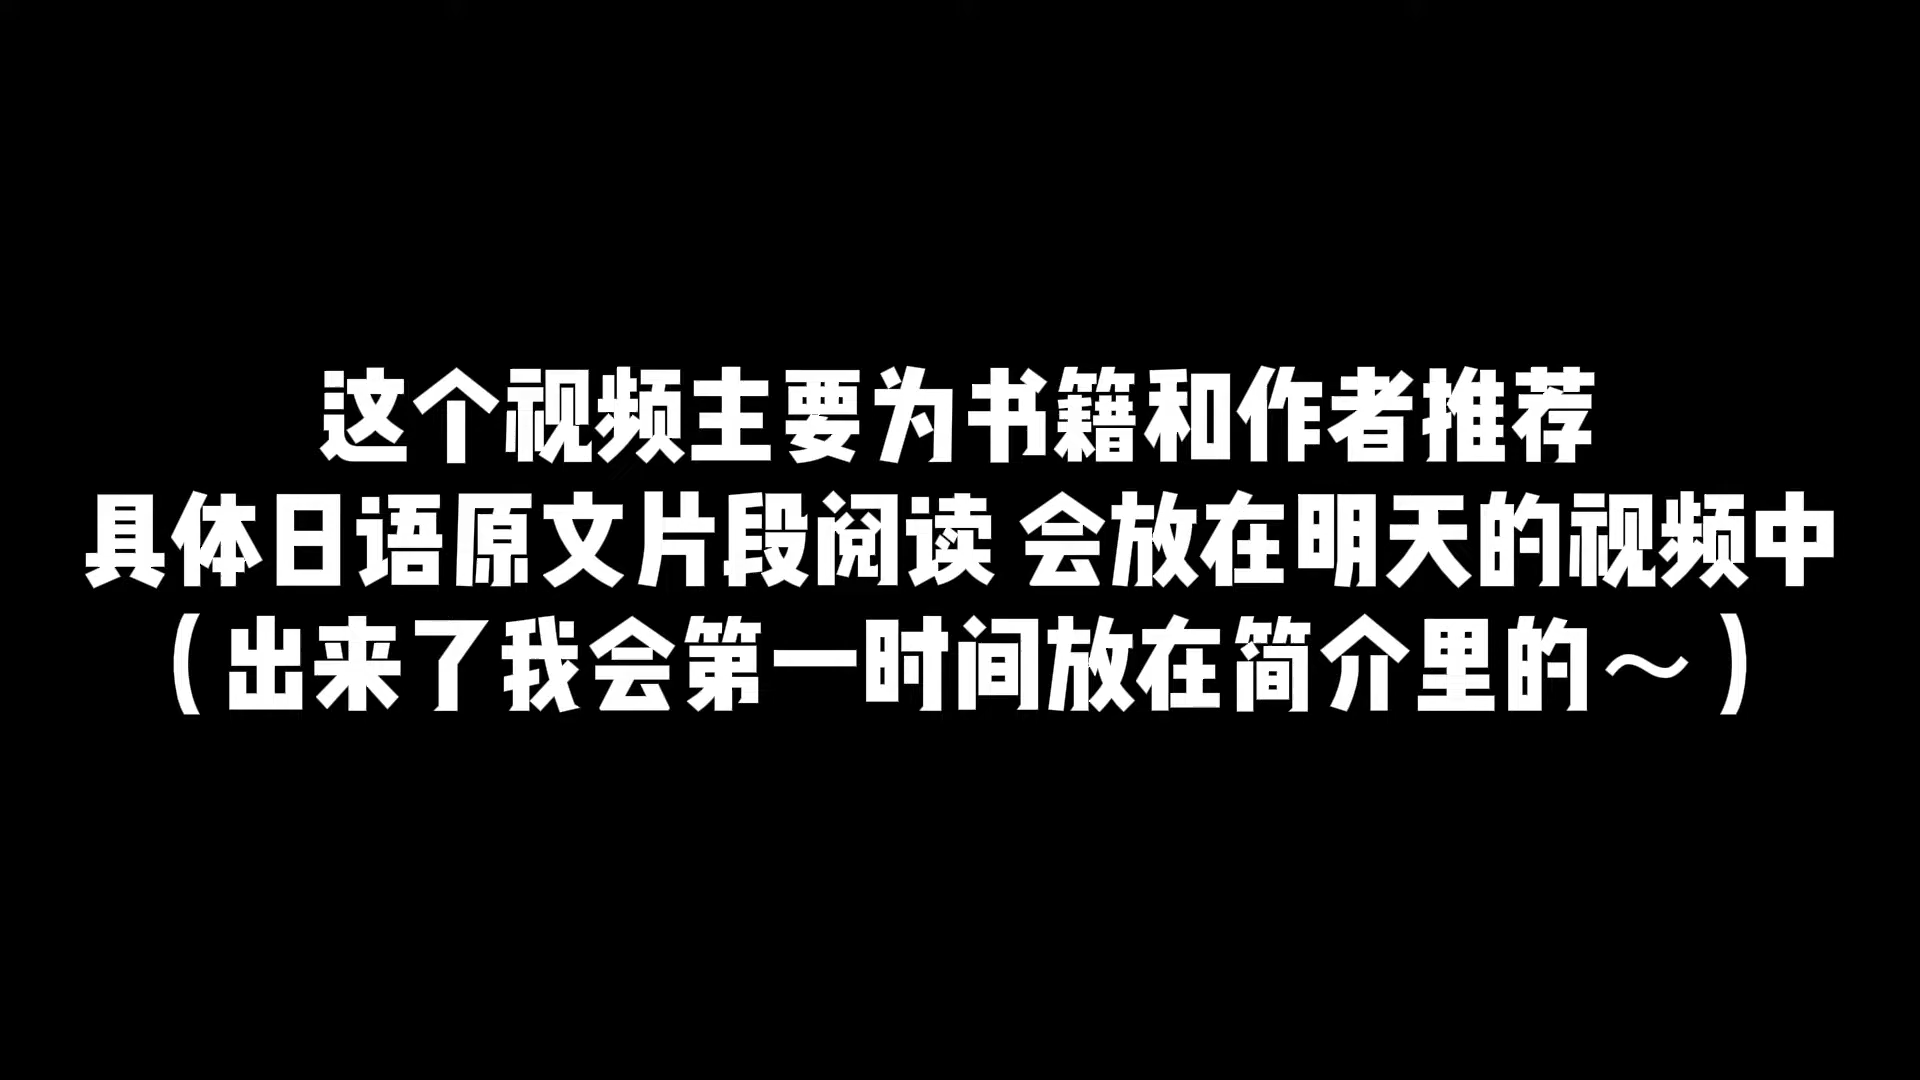 这个视频主要为书籍和作者推荐
具体日语原文片段阅读 会放在明天的视频中
（出来了我会第一时间放在简介里的～）